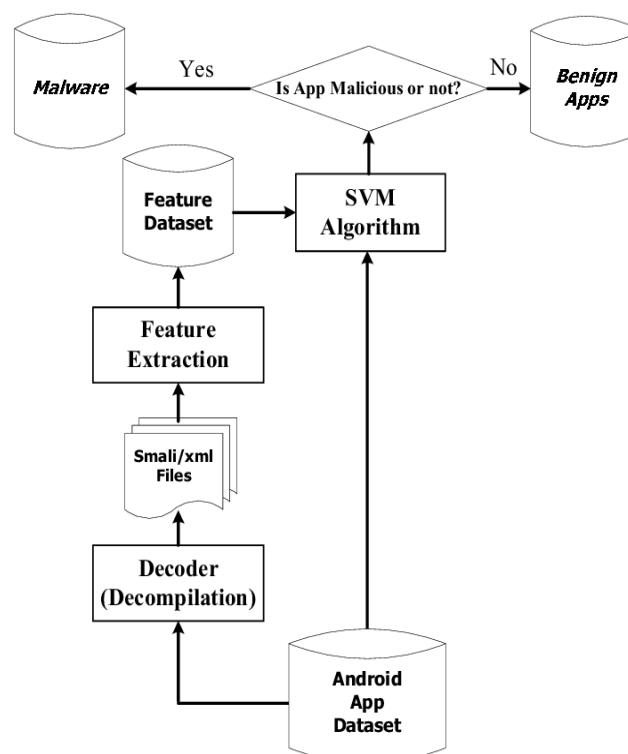 Malware
Yes
Is App Malicious or not?
No
Benign
Apps
Feature
Dataset
SVM
Algorithm
Feature
Extraction
Smali/xml
Files
Decoder
(Decompilation)
Android
App
Dataset